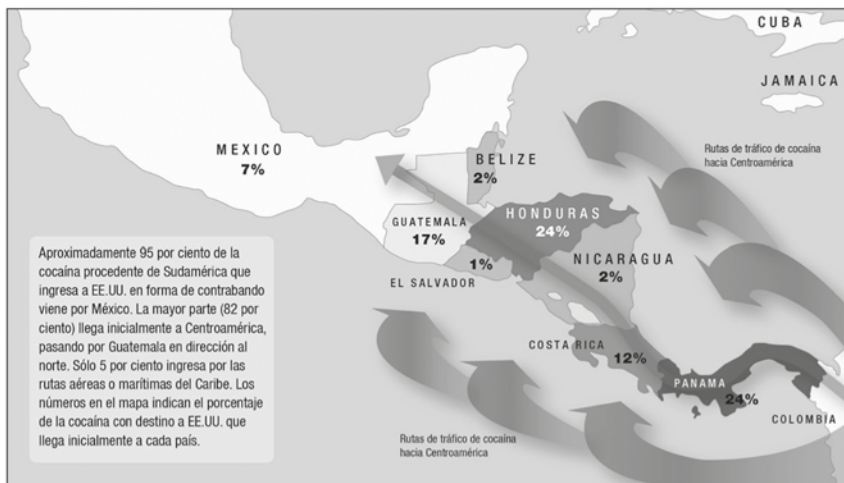 CUBA
JAMAICA
MEXICO
7%
Rutas de tráfico de cocaína
hacia Centroamérica
BELIZE
2%
HONDURAS
24%
GUATEMALA
17%
NICARAGUA
2%
1%
EL SALVADOR
Aproximadamente 95 por ciento de la
cocaína procedente de Sudamérica que
ingresa a EE.UU. en forma de contrabando
viene por México. La mayor parte (82 por
ciento) llega inicialmente a Centroamérica,
pasando por Guatemala en dirección al
norte. Sólo 5 por ciento ingresa por las
rutas aéreas o marítimas del Caribe. Los
números en el mapa indican el porcentaje
de la cocaína con destino a EE.UU. que
llega inicialmente a cada país.
COSTA RICA
12%
PANAMA
24%
COLOMBIA
Rutas de tráfico de cocaína
hacia Centroamérica